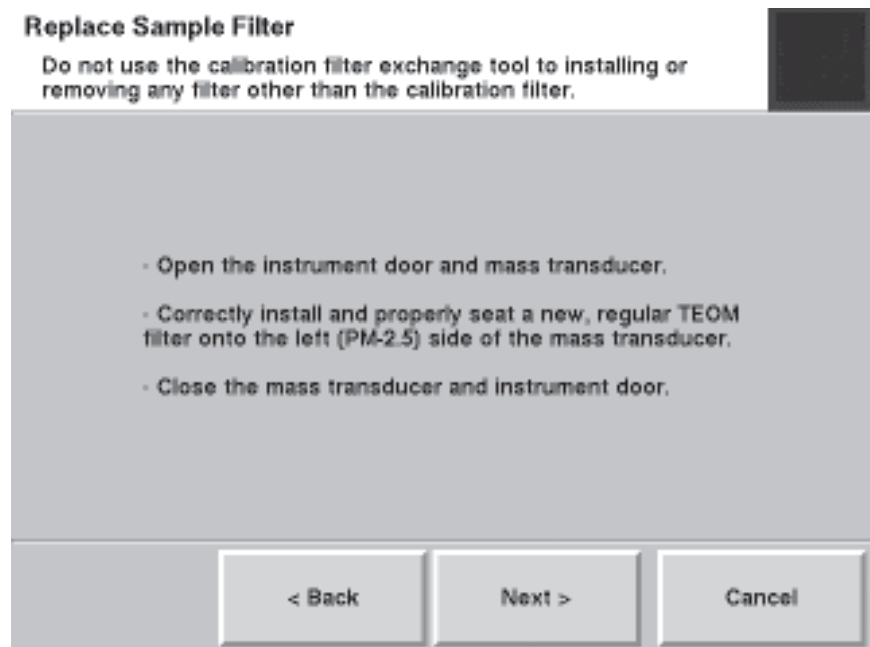 Replace Sample Filter
Do not use the calibration filter exchange tool to installing or
removing any filter other than the calibration filter.
- Open the instrument door and mass transducer.
- Correctly install and properly seat a new, regular TEOM
filter onto the left (PM-2.5) side of the mass transducer.
- Close the mass transducer and instrument door.
< Back
Next >
Cancel